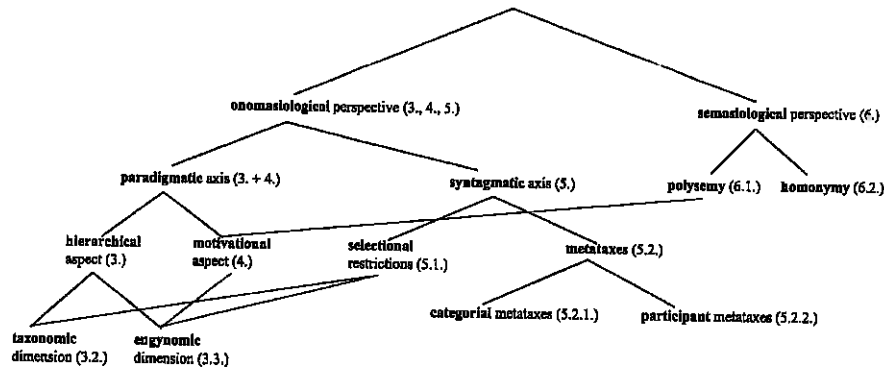 onomasiological perspective (3., 4., 5.)
semasiological perspective (6.)
paradigmatic axis (3. + 4.)
syntagmatic axis (5.)
polysemy (6.1.)
homonymy (6.2.)
hierarchical
aspect (3.)
motivational
aspect (4.)
selectional
restrictions (5.1.)
metataxes (5.2.)
categorial metataxes (5.2.1.)
participant metataxes (5.2.2.)
taxonomic
dimension (3.2.)
engynomic
dimension (3.3.)